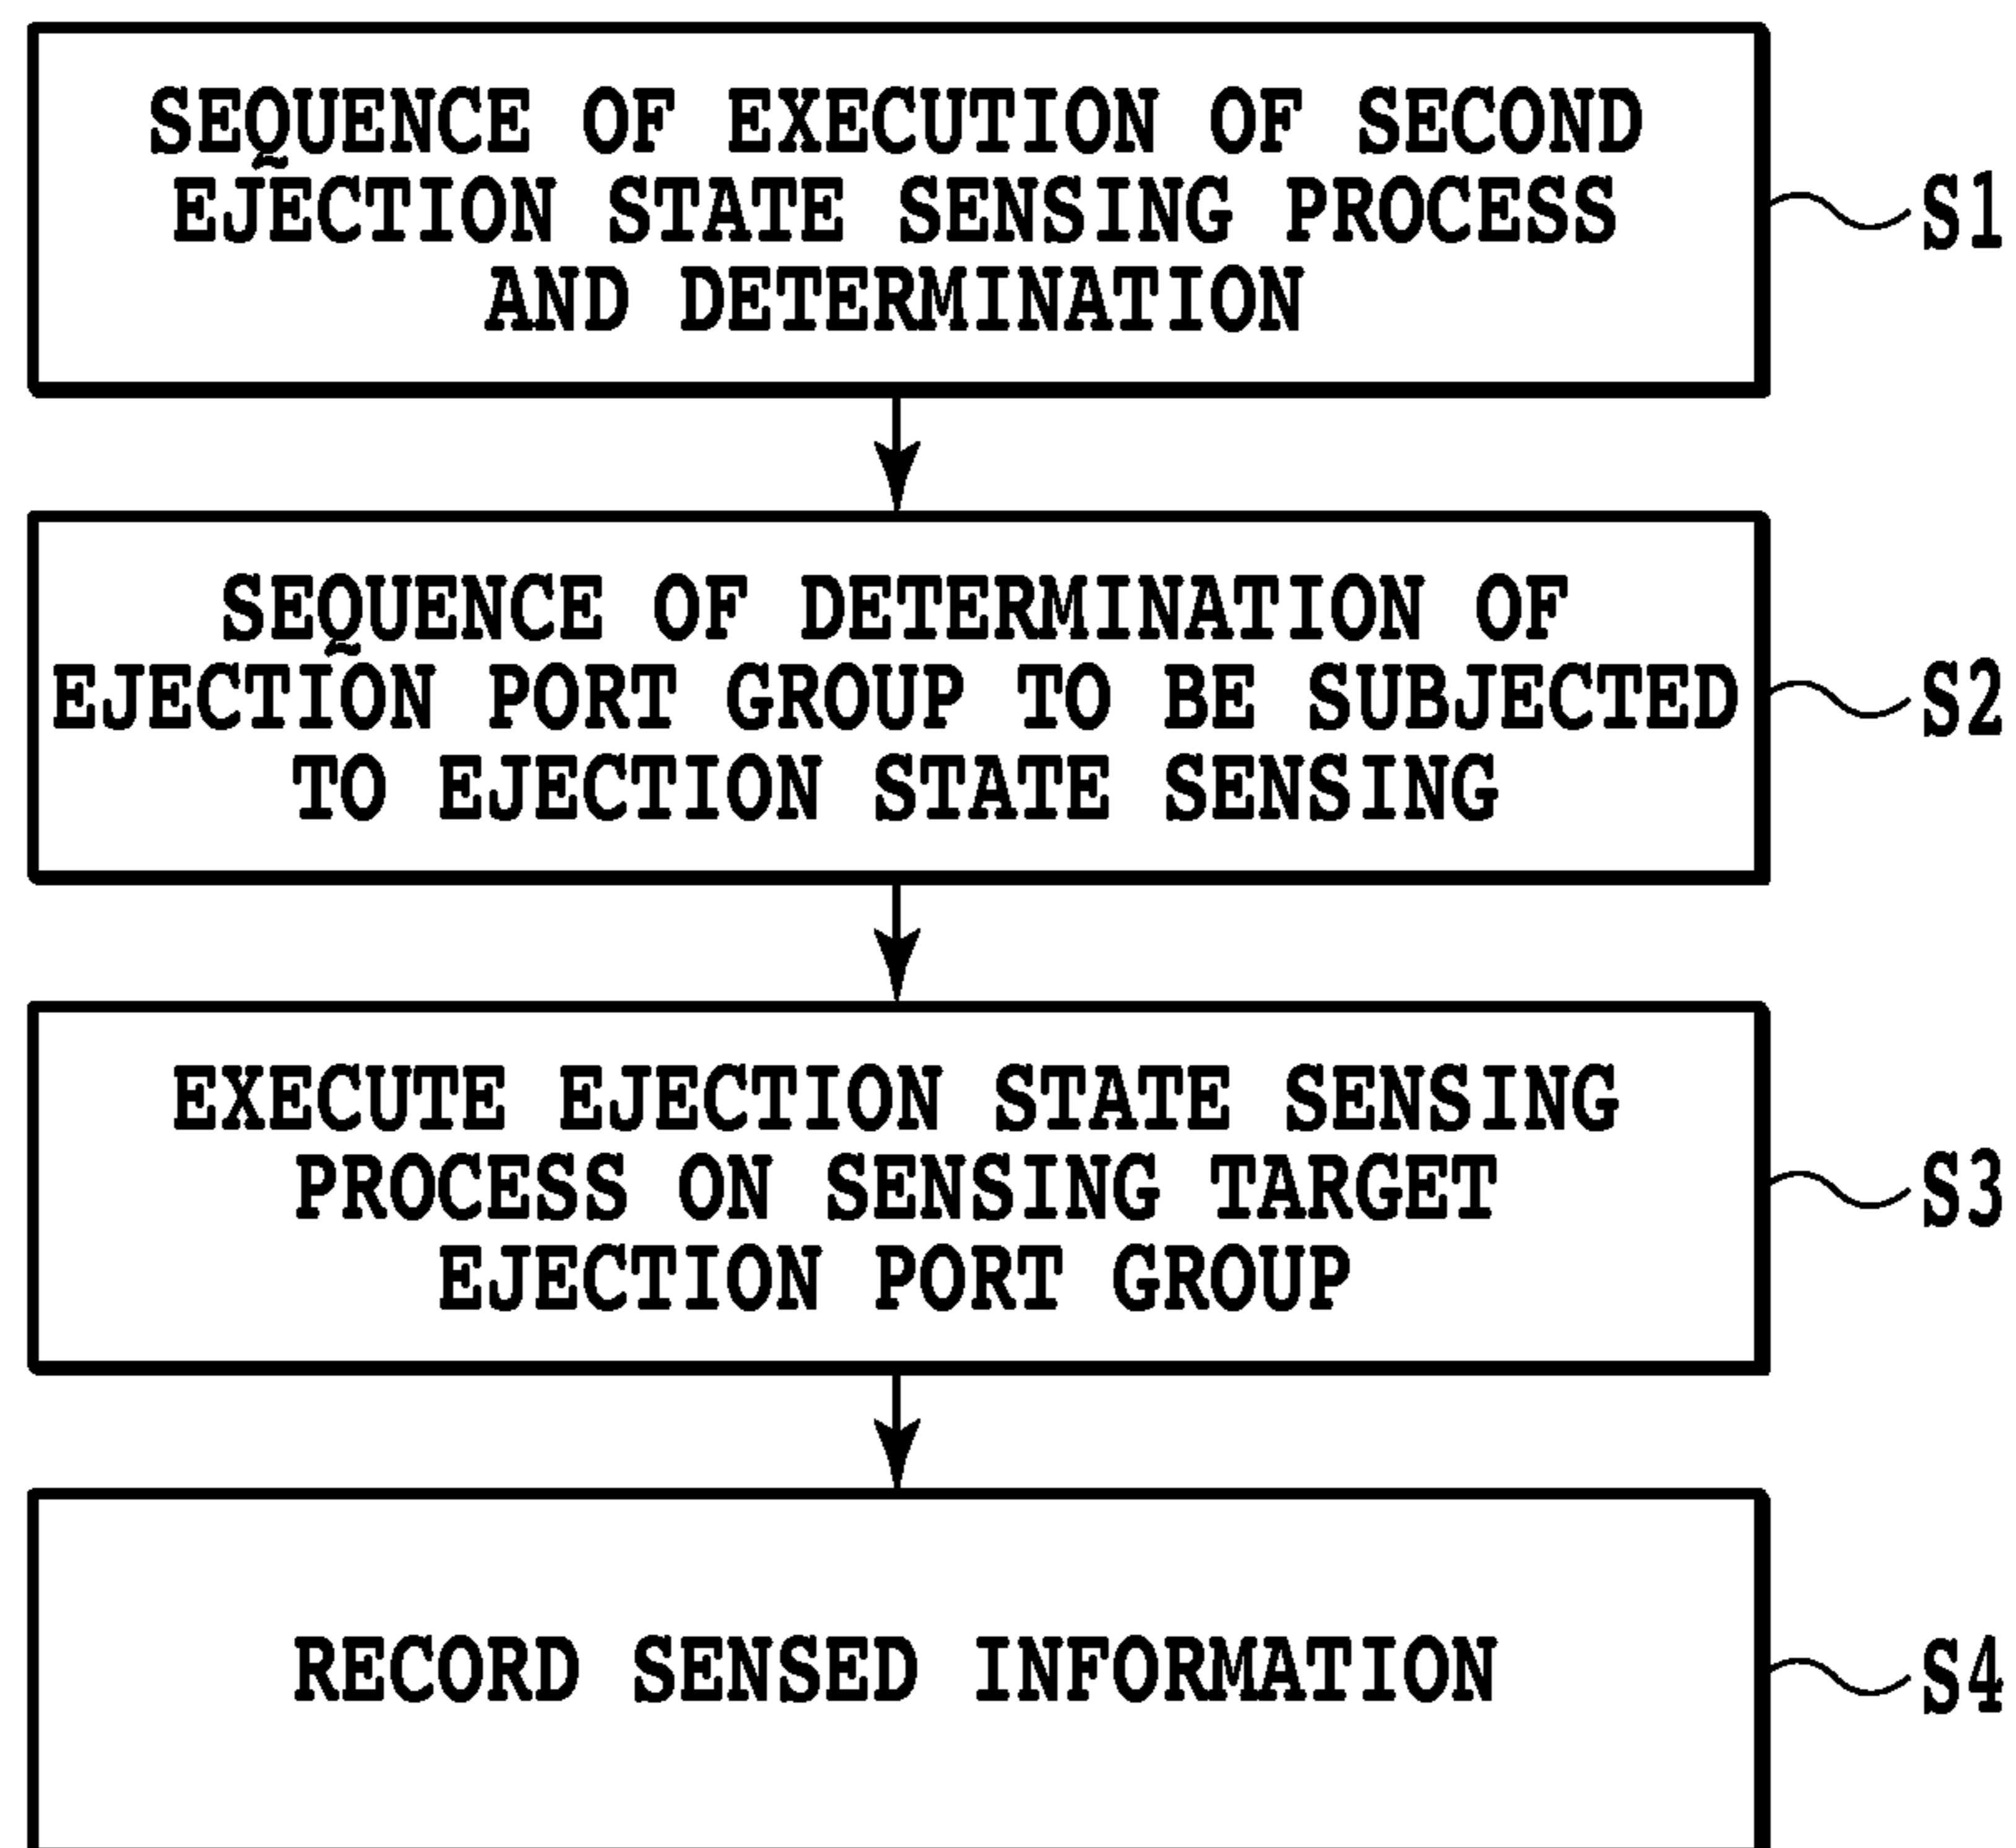 SEQUENCE OF EXECUTION OF SECOND
EJECTION STATE SENSING PROCESS
AND DETERMINATION
S1
SEQUENCE OF DETERMINATION OF
EJECTION PORT GROUP TO BE SUBJECTED
TO EJECTION STATE SENSING
S2
EXECUTE EJECTION STATE SENSING
PROCESS ON SENSING TARGET
EJECTION PORT GROUP
S3
RECORD SENSED INFORMATION
S4